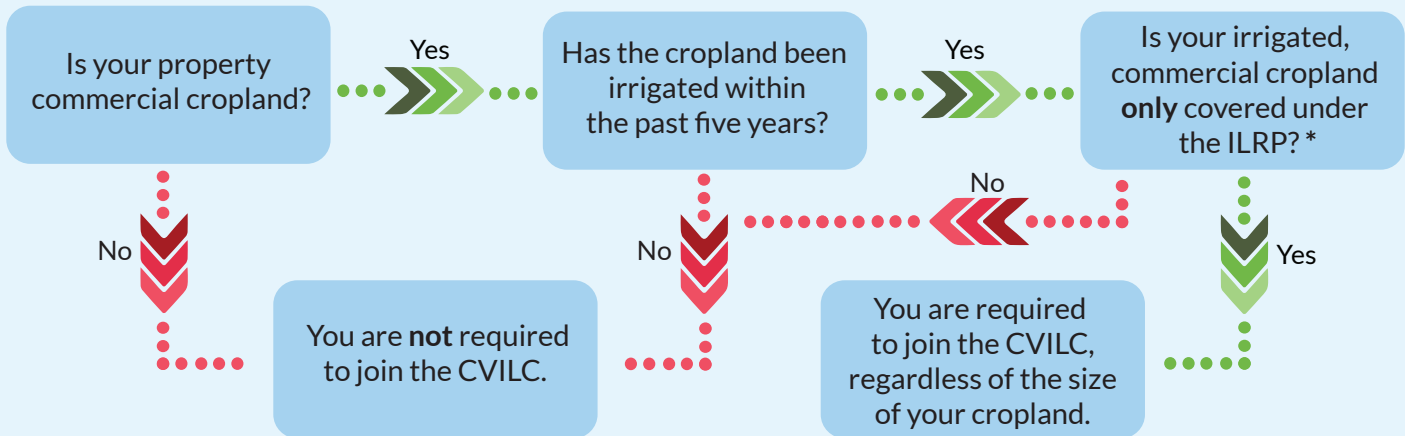 Is your property
commercial cropland?
Yes
Has the cropland been
irrigated within
the past five years?
Yes
Is your irrigated,
commercial cropland
only covered under
the ILRP? *
No
No
No
Yes
You are not required
to join the CVILC.
You are required
to join the CVILC,
regardless of the size
of your cropland.